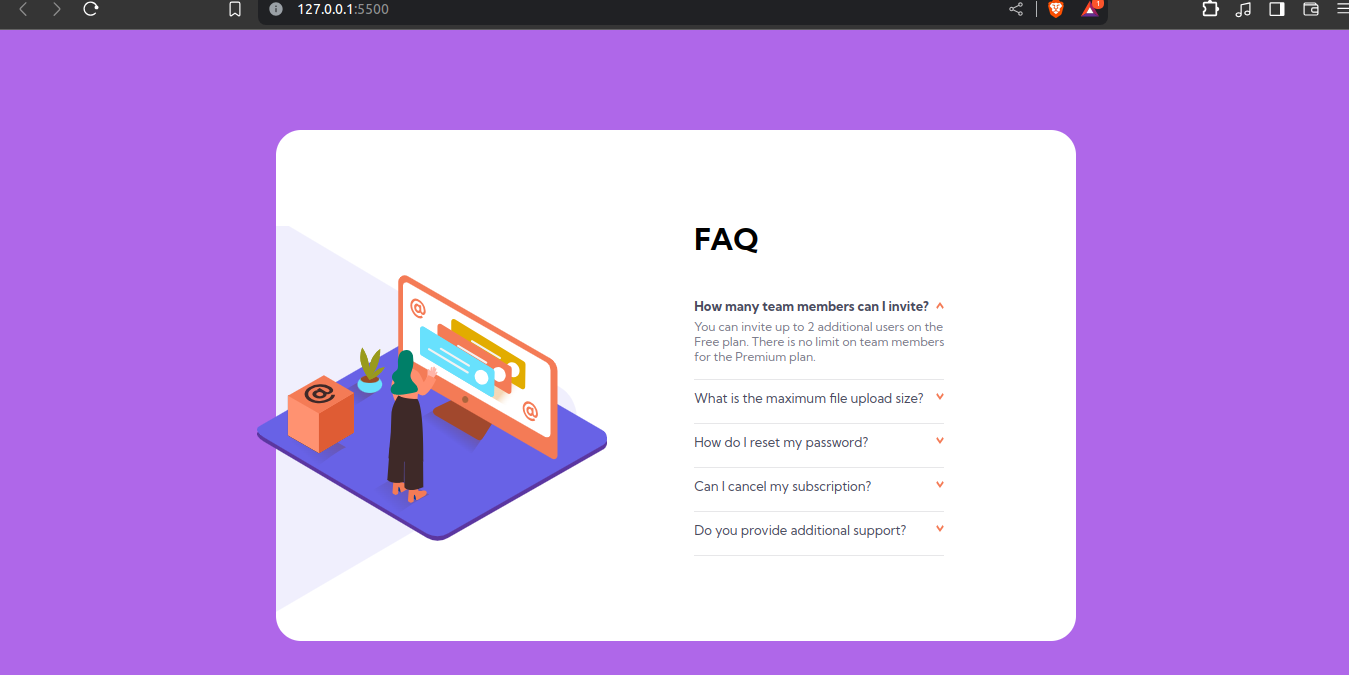 127.0.0.1:5500
1
FAQ
How many team members can I invite?
You can invite up to 2 additional users on the
Free plan. There is no limit on team members
for the Premium plan.
What is the maximum file upload size?
How do I reset my password?
Can I cancel my subscription?
Do you provide additional support?
@
@
@